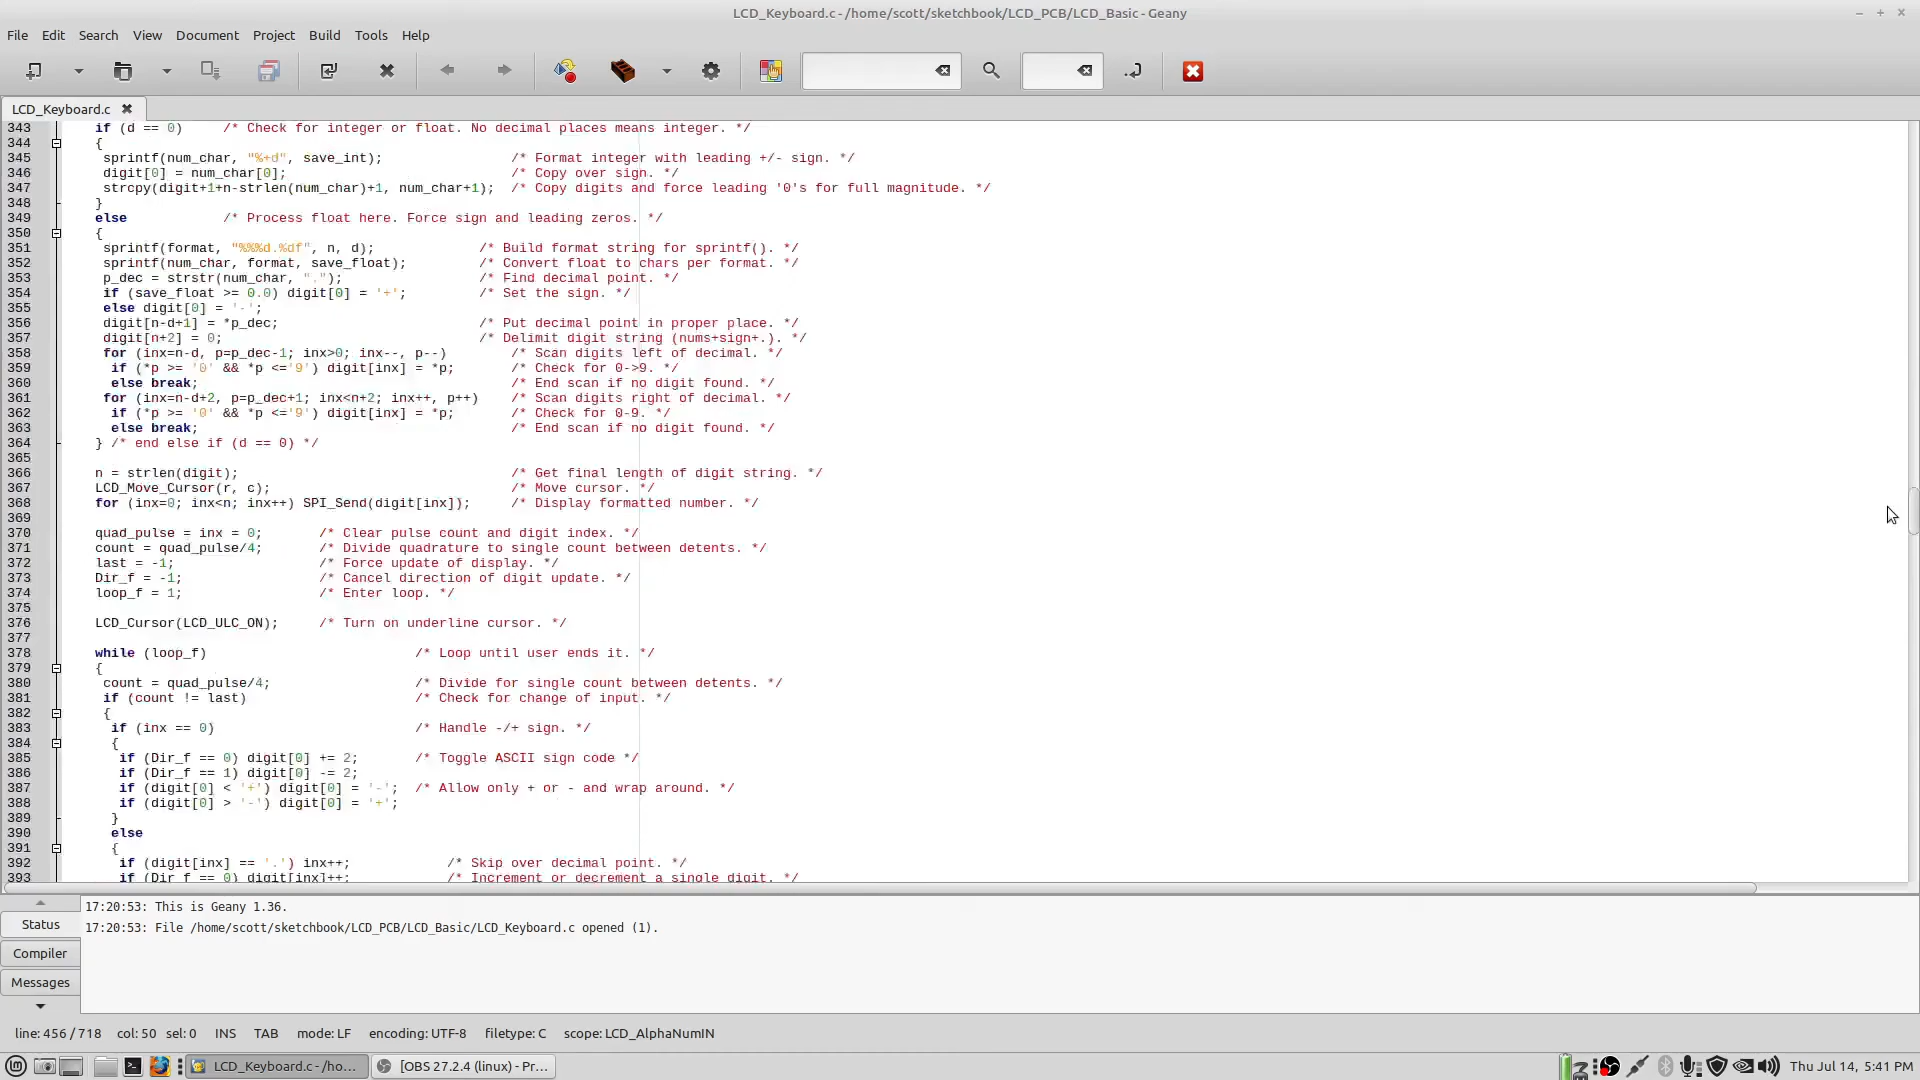 LCD_Keyboard.c - /home/scott/sketchbook/LCD_PCB/LCD_Basic - Geany
File Edit Search View Document Project Build Tools Help
LCD_Keyboard.c
343 if (d == 0) /* Check for integer or float. No decimal places means integer. */
344 {
345 sprintf(num_char, "%+d", save_int); /* Format integer with leading +/- sign. */
346 digit[0] = num_char[0]; /* Copy over sign. */
347 strcpy(digit+1+n-strlen(num_char)+1, num_char+1); /* Copy digits and force leading '0's for full magnitude. */
348 }
349 else /* Process float here. Force sign and leading zeros. */
350 {
351 sprintf(format, "%%%d.%df", n, d); /* Build format string for sprintf(). */
352 sprintf(num_char, format, save_float); /* Convert float to chars per format. */
353 p_dec = strstr(num_char, "."); /* Find decimal point. */
354 if (save_float >= 0.0) digit[0] = '+'; /* Set the sign. */
355 else digit[0] = '-';
356 digit[n-d+1] = *p_dec; /* Put decimal point in proper place. */
357 digit[n+2] = 0; /* Delimit digit string (nums+sign+.). */
358 for (inx=n-d, p=p_dec-1; inx>0; inx--, p--) /* Scan digits left of decimal. */
359 if (*p >= '0' && *p <='9') digit[inx] = *p; /* Check for 0->9. */
360 else break; /* End scan if no digit found. */
361 for (inx=n-d+2, p=p_dec+1; inx<n+2; inx++, p++) /* Scan digits right of decimal. */
362 if (*p >= '0' && *p <='9') digit[inx] = *p; /* Check for 0-9. */
363 else break; /* End scan if no digit found. */
364 } /* end else if (d == 0) */
365
366 n = strlen(digit); /* Get final length of digit string. */
367 LCD_Move_Cursor(r, c); /* Move cursor. */
368 for (inx=0; inx<n; inx++) SPI_Send(digit[inx]); /* Display formatted number. */
369
370 quad_pulse = inx = 0; /* Clear pulse count and digit index. */
371 count = quad_pulse/4; /* Divide quadrature to single count between detents. */
372 last = -1; /* Force update of display. */
373 Dir_f = -1; /* Cancel direction of digit update. */
374 loop_f = 1; /* Enter loop. */
375
376 LCD_Cursor(LCD_ULC_ON); /* Turn on underline cursor. */
377
378 while (loop_f) /* Loop until user ends it. */
379 {
380 count = quad_pulse/4; /* Divide for single count between detents. */
381 if (count != last) /* Check for change of input. */
382 {
383 if (inx == 0) /* Handle -/+ sign. */
384 {
385 if (Dir_f == 0) digit[0] += 2; /* Toggle ASCII sign code */
386 if (Dir_f == 1) digit[0] -= 2;
387 if (digit[0] < '+') digit[0] = '-'; /* Allow only + or - and wrap around. */
388 if (digit[0] > '-') digit[0] = '+';
389 }
390 else
391 {
392 if (digit[inx] == '.') inx++; /* Skip over decimal point. */
393 if (Dir_f == 0) digit[inx]++; /* Increment or decrement a single digit. */
Status
Compiler
Messages
17:20:53: This is Geany 1.36.
17:20:53: File /home/scott/sketchbook/LCD_PCB/LCD_Basic/LCD_Keyboard.c opened (1).
line: 456 / 718 col: 50 sel: 0 INS TAB mode: LF encoding: UTF-8 filetype: C scope: LCD_AlphaNumIN
LCD_Keyboard.c - /ho... [OBS 27.2.4 (linux) - Pr... Thu Jul 14, 5:41 PM